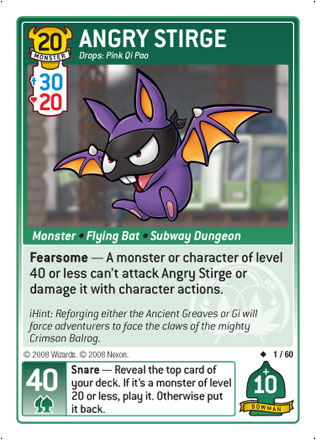 20
MONSTER
ANGRY STIRGE
Drops: Pink Qi Pao
+30
20
Monster • Flying Bat • Subway Dungeon
Fearsome — A monster or character of level
40 or less can't attack Angry Stirge or
damage it with character actions.
iHint: Reforging either the Ancient Greaves or Gi will
force adventurers to face the claws of the mighty
Crimson Balrog.
© 2008 Wizards. © 2008 Nexon.
◆ 1 / 60
40
Snare — Reveal the top card of
your deck. If it's a monster of level
20 or less, play it. Otherwise put
it back.
+
10
BOWMAN